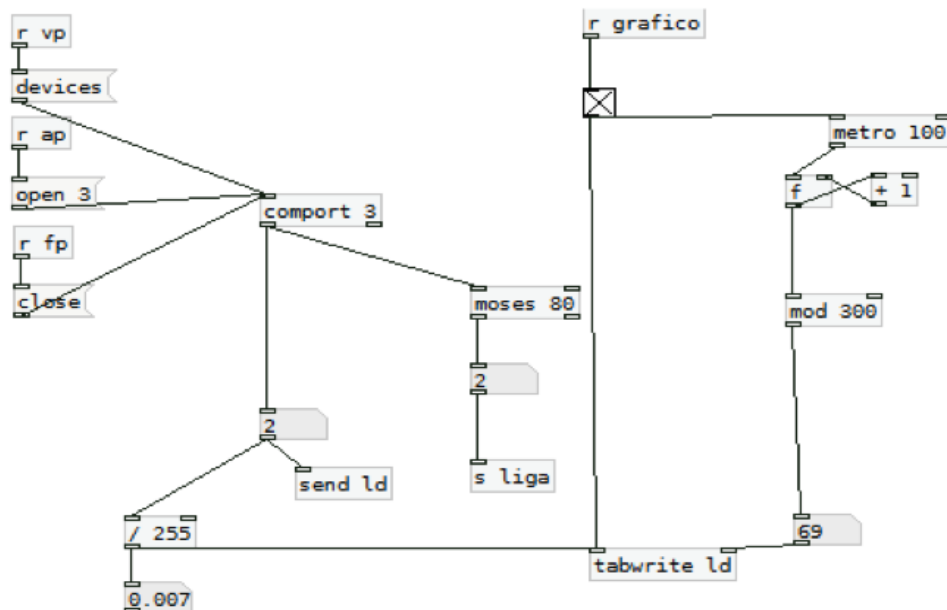 r vp
devices
r ap
open 3
r fp
close
comport 3
moses 80
2
s liga
2
send ld
/ 255
0.007
r grafico
metro 100
f
+ 1
mod 300
69
tabwrite ld